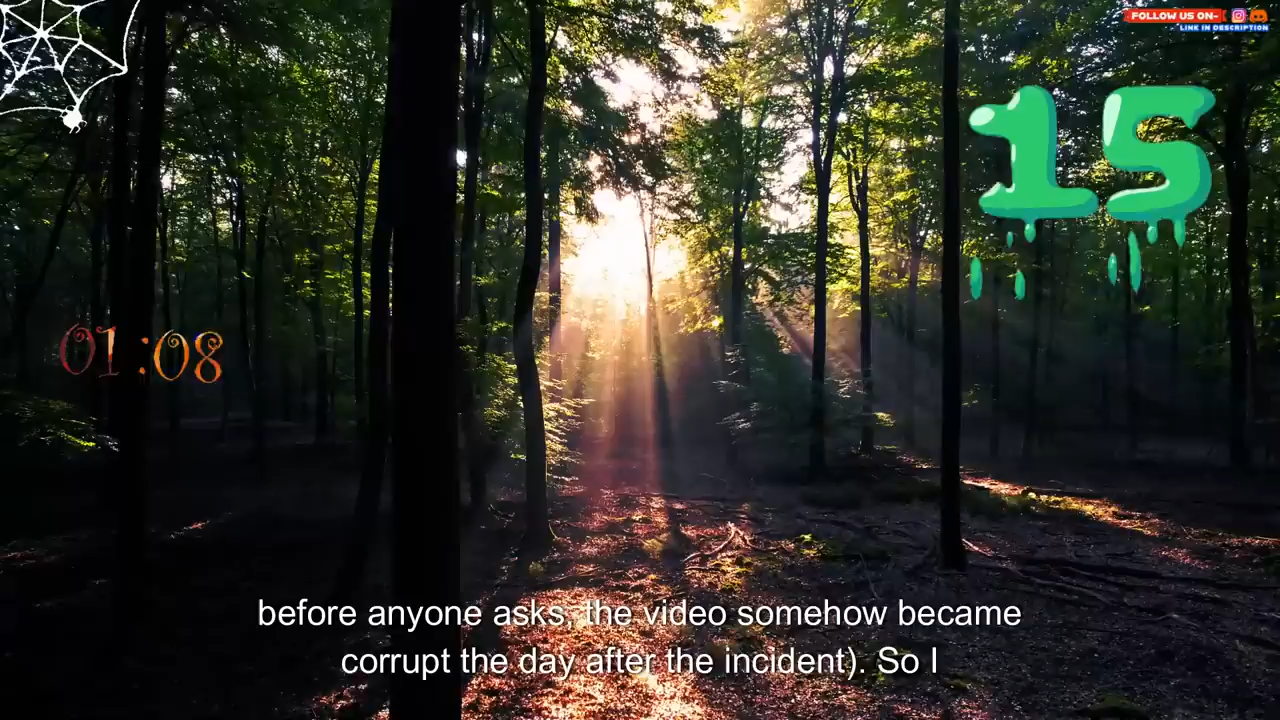 FOLLOW US ON-
LINK IN DESCRIPTION
15
01:08
before anyone asks, the video somehow became
corrupt the day after the incident). So I